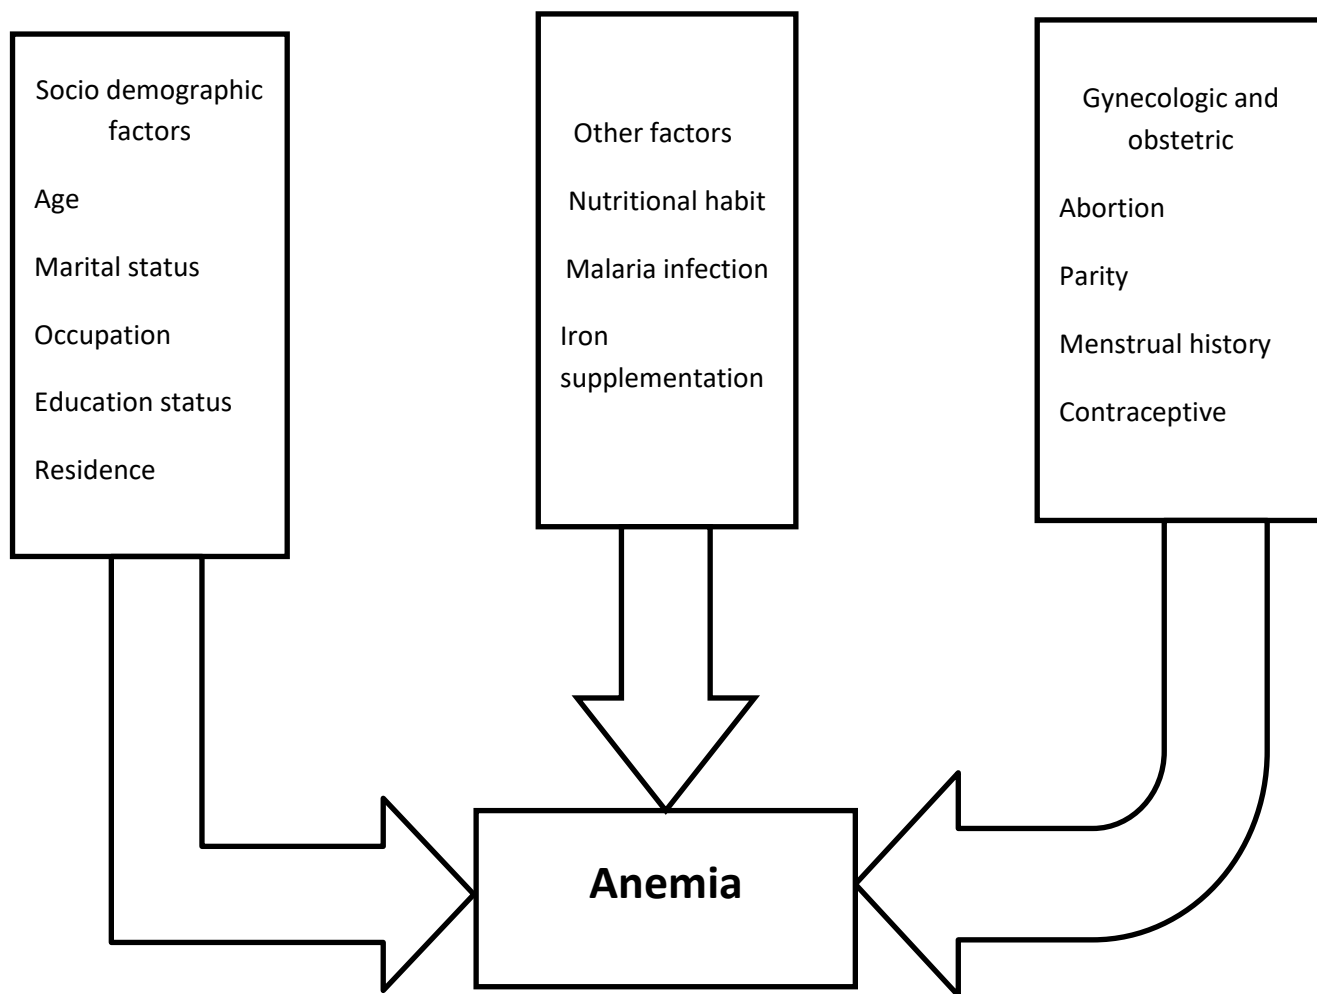 Socio demographic
factors
Age
Marital status
Occupation
Education status
Residence
Other factors
Nutritional habit
Malaria infection
Iron
supplementation
Gynecologic and
obstetric
Abortion
Parity
Menstrual history
Contraceptive
Anemia